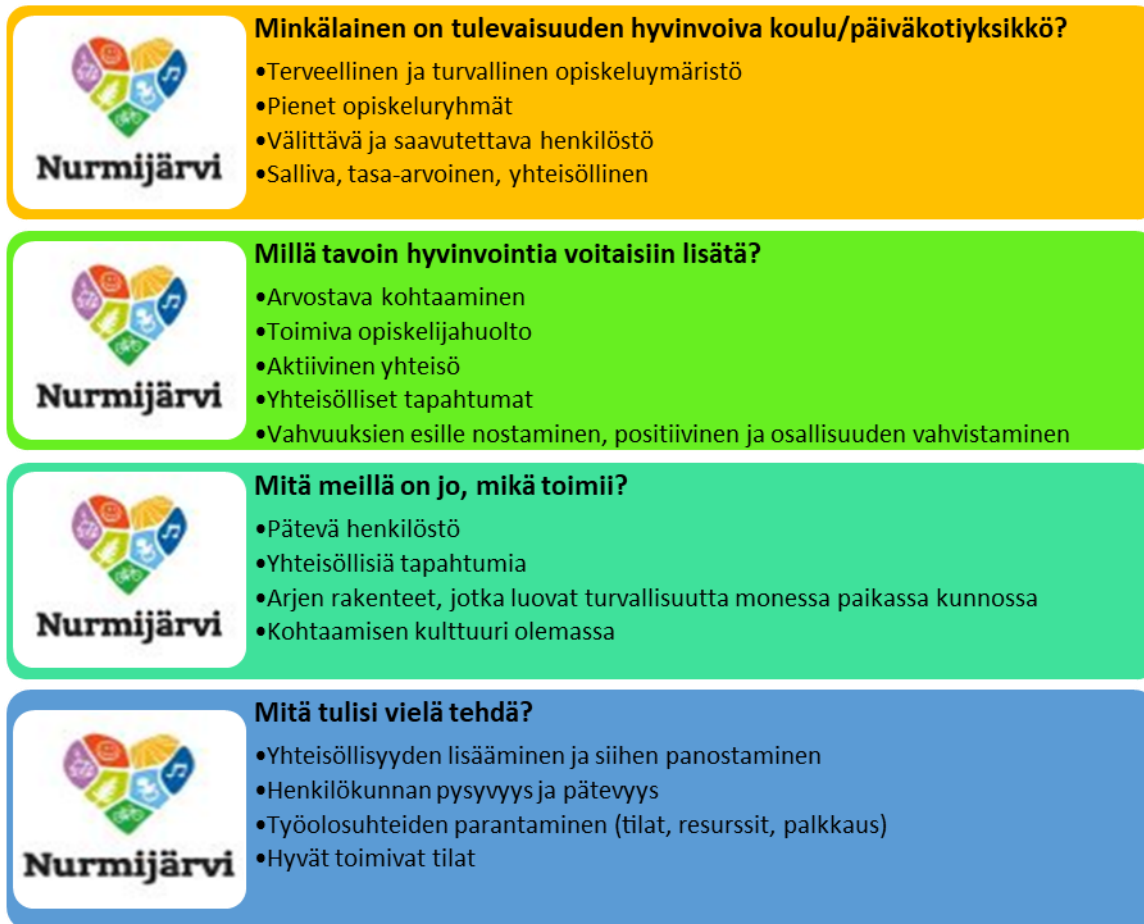 Minkälainen on tulevaisuuden hyvinvoiva koulu/päiväkotiyksikkö?
•Terveellinen ja turvallinen opiskeluymäristö
•Pienet opiskeluryhmät
•Välittävä ja saavutettava henkilöstö
•Salliva, tasa-arvoinen, yhteisöllinen
Nurmijärvi
Millä tavoin hyvinvointia voitaisiin lisätä?
•Arvostava kohtaaminen
•Toimiva opiskelijahuolto
•Aktiivinen yhteisö
•Yhteisölliset tapahtumat
•Vahvuuksien esille nostaminen, positiivinen ja osallisuuden vahvistaminen
Nurmijärvi
Mitä meillä on jo, mikä toimii?
•Pätevä henkilöstö
•Yhteisöllisiä tapahtumia
•Arjen rakenteet, jotka luovat turvallisuutta monessa paikassa kunnossa
•Kohtaamisen kulttuuri olemassa
Nurmijärvi
Mitä tulisi vielä tehdä?
•Yhteisöllisyyden lisääminen ja siihen panostaminen
•Henkilökunnan pysyvyys ja pätevyys
•Työolosuhteiden parantaminen (tilat, resurssit, palkkaus)
•Hyvät toimivat tilat
Nurmijärvi